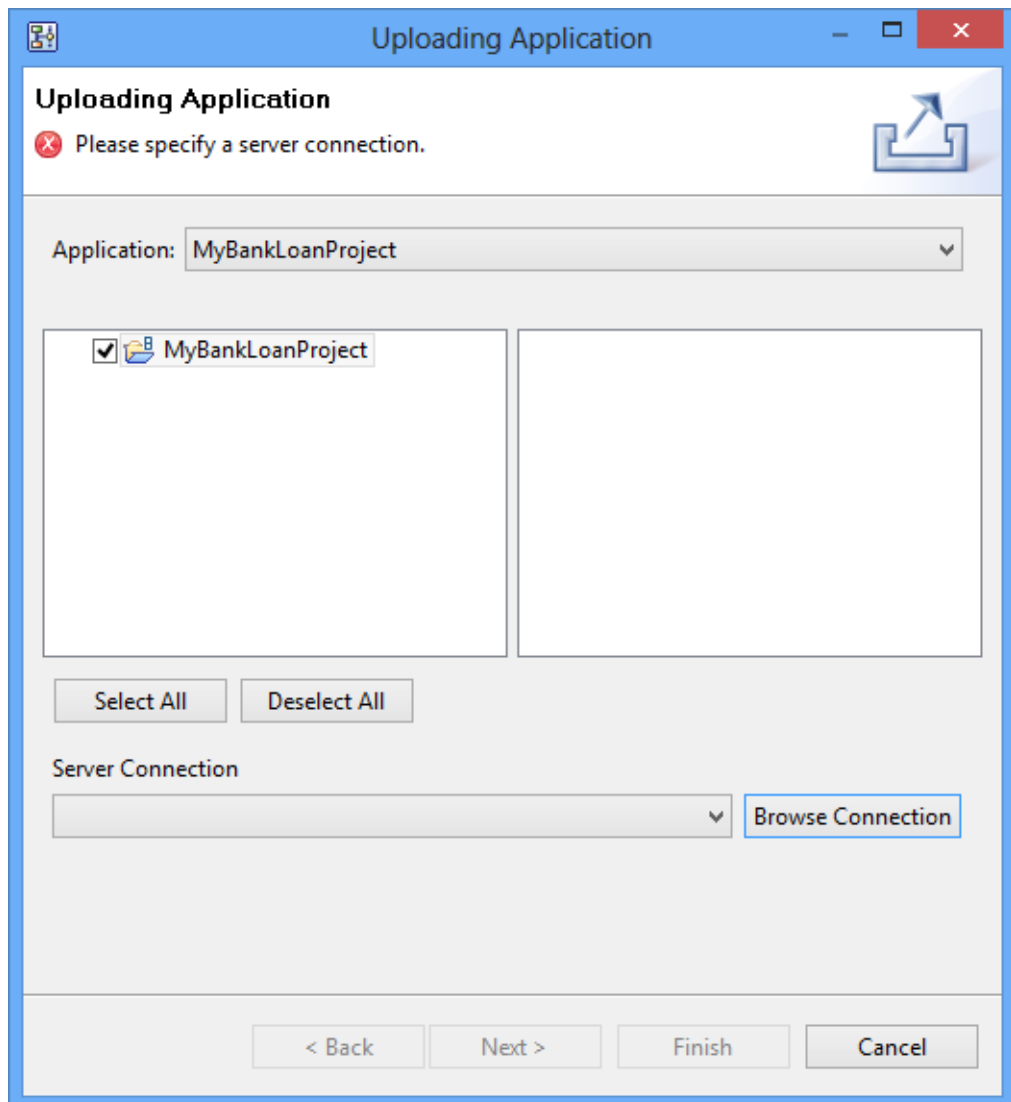 Uploading Application
Uploading Application
Please specify a server connection.
Application: MyBankLoanProject
MyBankLoanProject
Select All Deselect All
Server Connection
Browse Connection
< Back Next > Finish Cancel